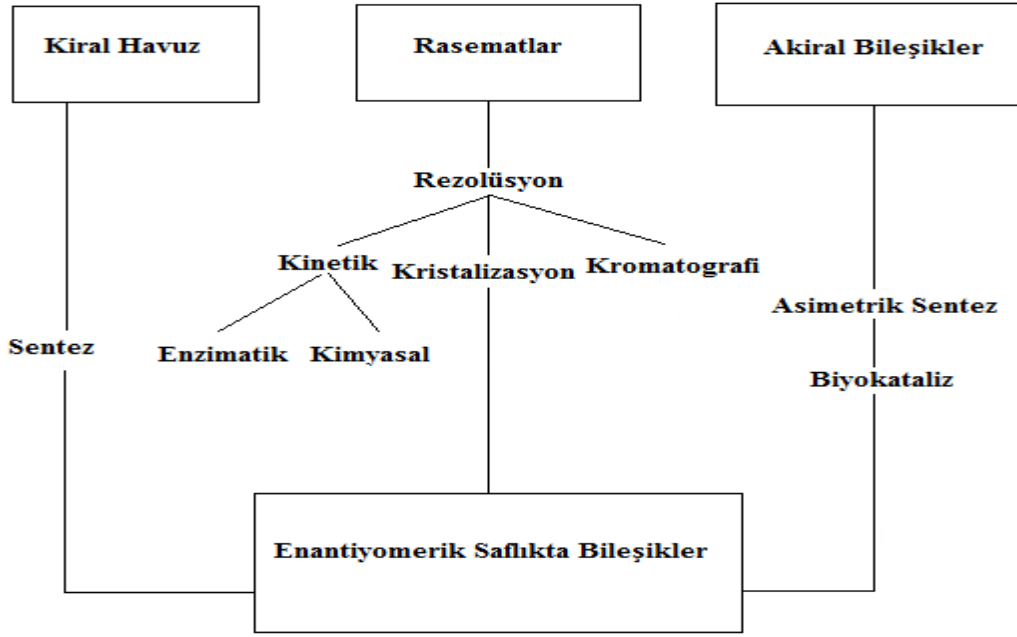 Kiral Havuz
Rasematlar
Akiral Bileşikler
Rezolüsyon
Kinetik
Kristalizasyon
Kromatografi
Asimetrik Sentez
Sentez
Enzimatik
Kimyasal
Biyokataliz
Enantiyomerik Saflıkta Bileşikler